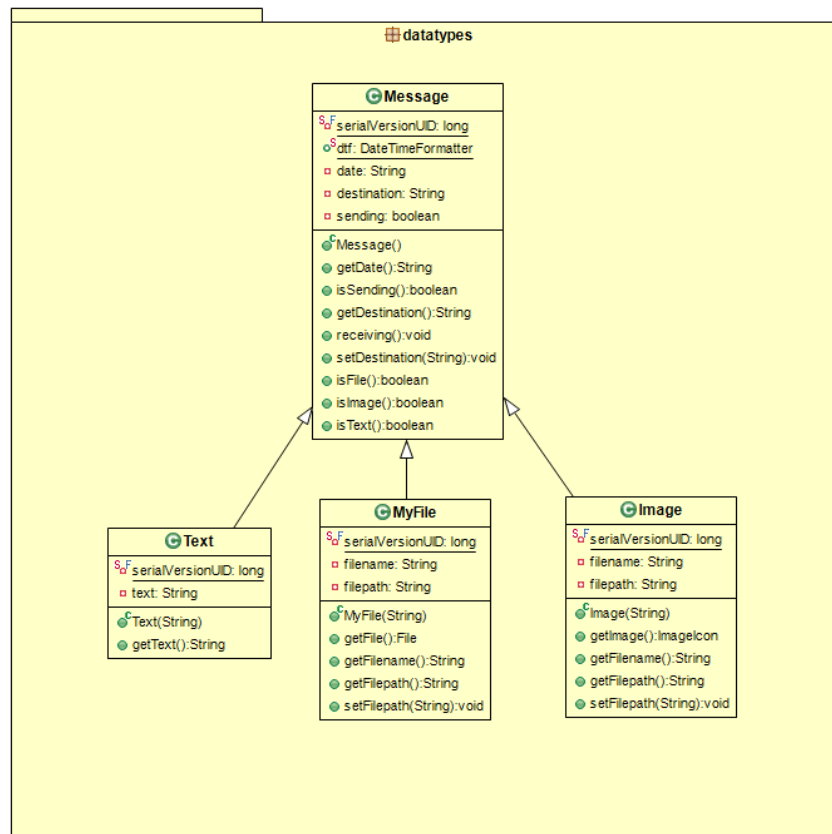 datatypes
Message
serialVersionUID: long
dtf: DateTimeFormatter
date: String
destination: String
sending: boolean
Message()
getDate():String
isSending():boolean
getDestination():String
receiving():void
setDestination(String):void
isFile():boolean
isImage():boolean
isText():boolean
Text
serialVersionUID: long
text: String
Text(String)
getText():String
MyFile
serialVersionUID: long
filename: String
filepath: String
MyFile(String)
getFile():File
getFilename():String
getFilepath():String
setFilepath(String):void
Image
serialVersionUID: long
filename: String
filepath: String
Image(String)
getImage():ImageIcon
getFilename():String
getFilepath():String
setFilepath(String):void